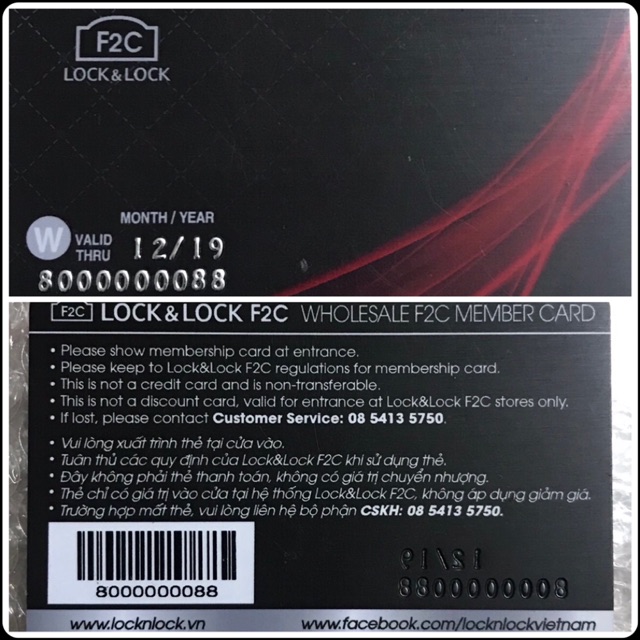 F2C
LOCK&LOCK
MONTH / YEAR
W VALID THRU 12/19
8000000088
F2C LOCK&LOCK F2C WHOLESALE F2C MEMBER CARD
• Please show membership card at entrance.
• Please keep to Lock&Lock F2C regulations for membership card.
• This is not a credit card and is non-transferable.
• This is not a discount card, valid for entrance at Lock&Lock F2C stores only.
• If lost, please contact Customer Service: 08 5413 5750.
• Vui lòng xuất trình thẻ tại cửa vào.
• Tuân thủ các quy định của Lock&Lock F2C khi sử dụng thẻ.
• Đây không phải thẻ thanh toán, không có giá trị chuyển nhượng.
• Thẻ chỉ có giá trị vào cửa tại hệ thống Lock&Lock F2C, không áp dụng giảm giá.
• Trường hợp mất thẻ, vui lòng liên hệ bộ phận CSKH: 08 5413 5750.
12/19
8000000088
8000000088
www.locknlock.vn www.facebook.com/locknlockvietnam